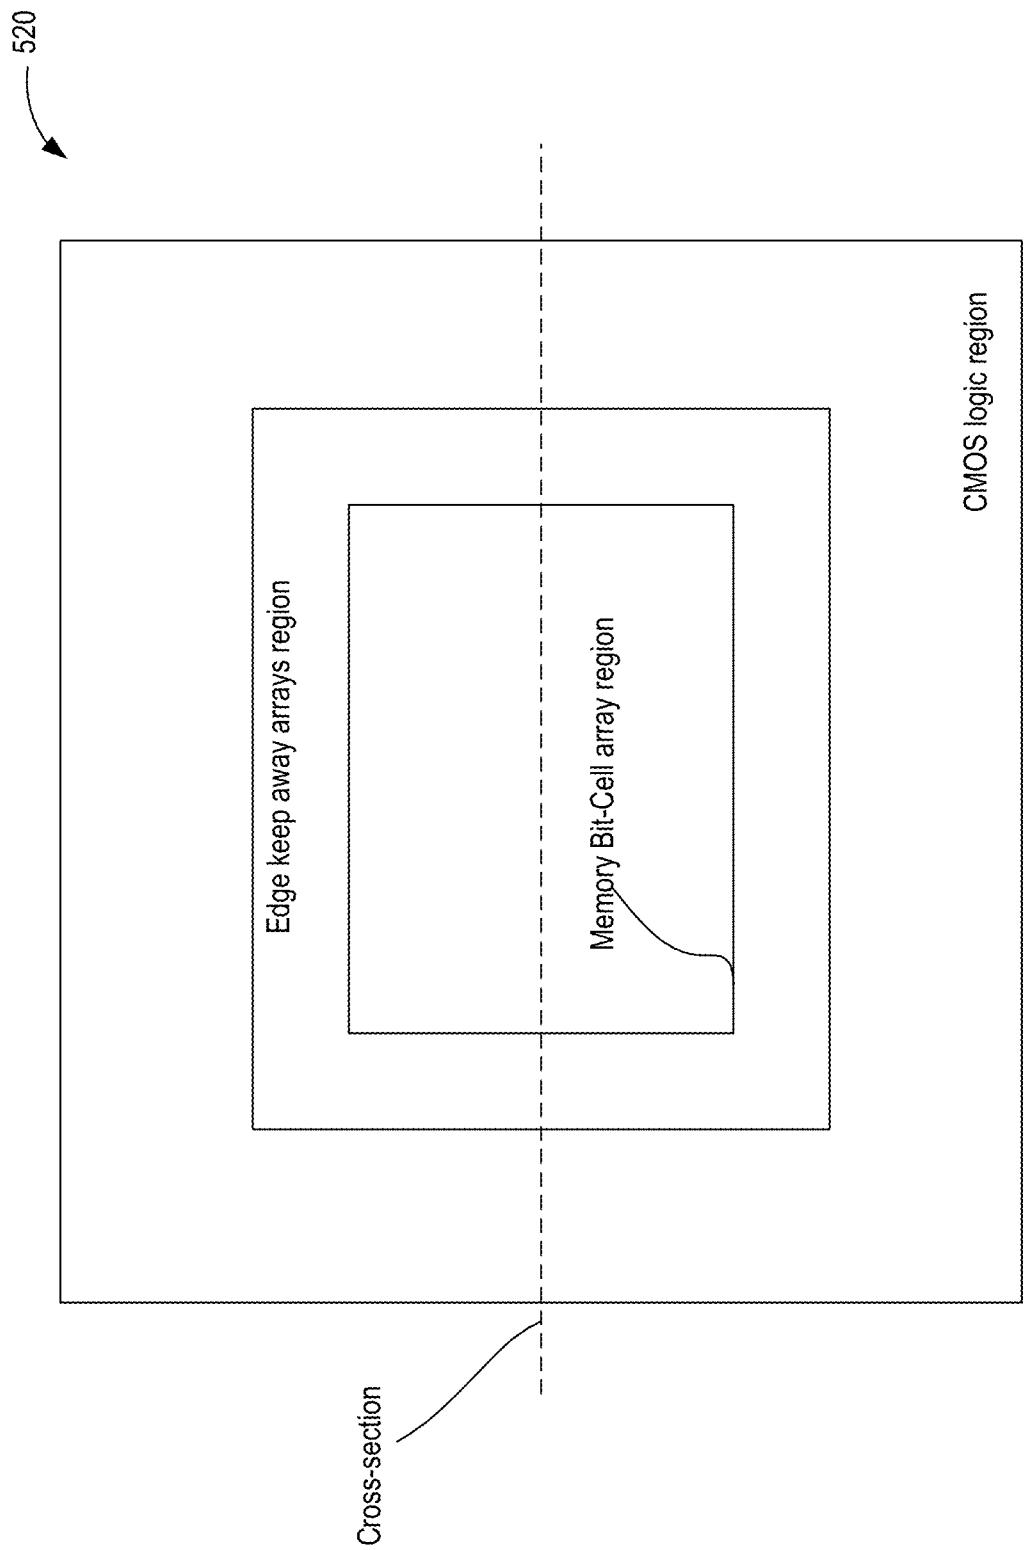 520
Edge keep away arrays region
Memory Bit-Cell array region
CMOS logic region
Cross-section